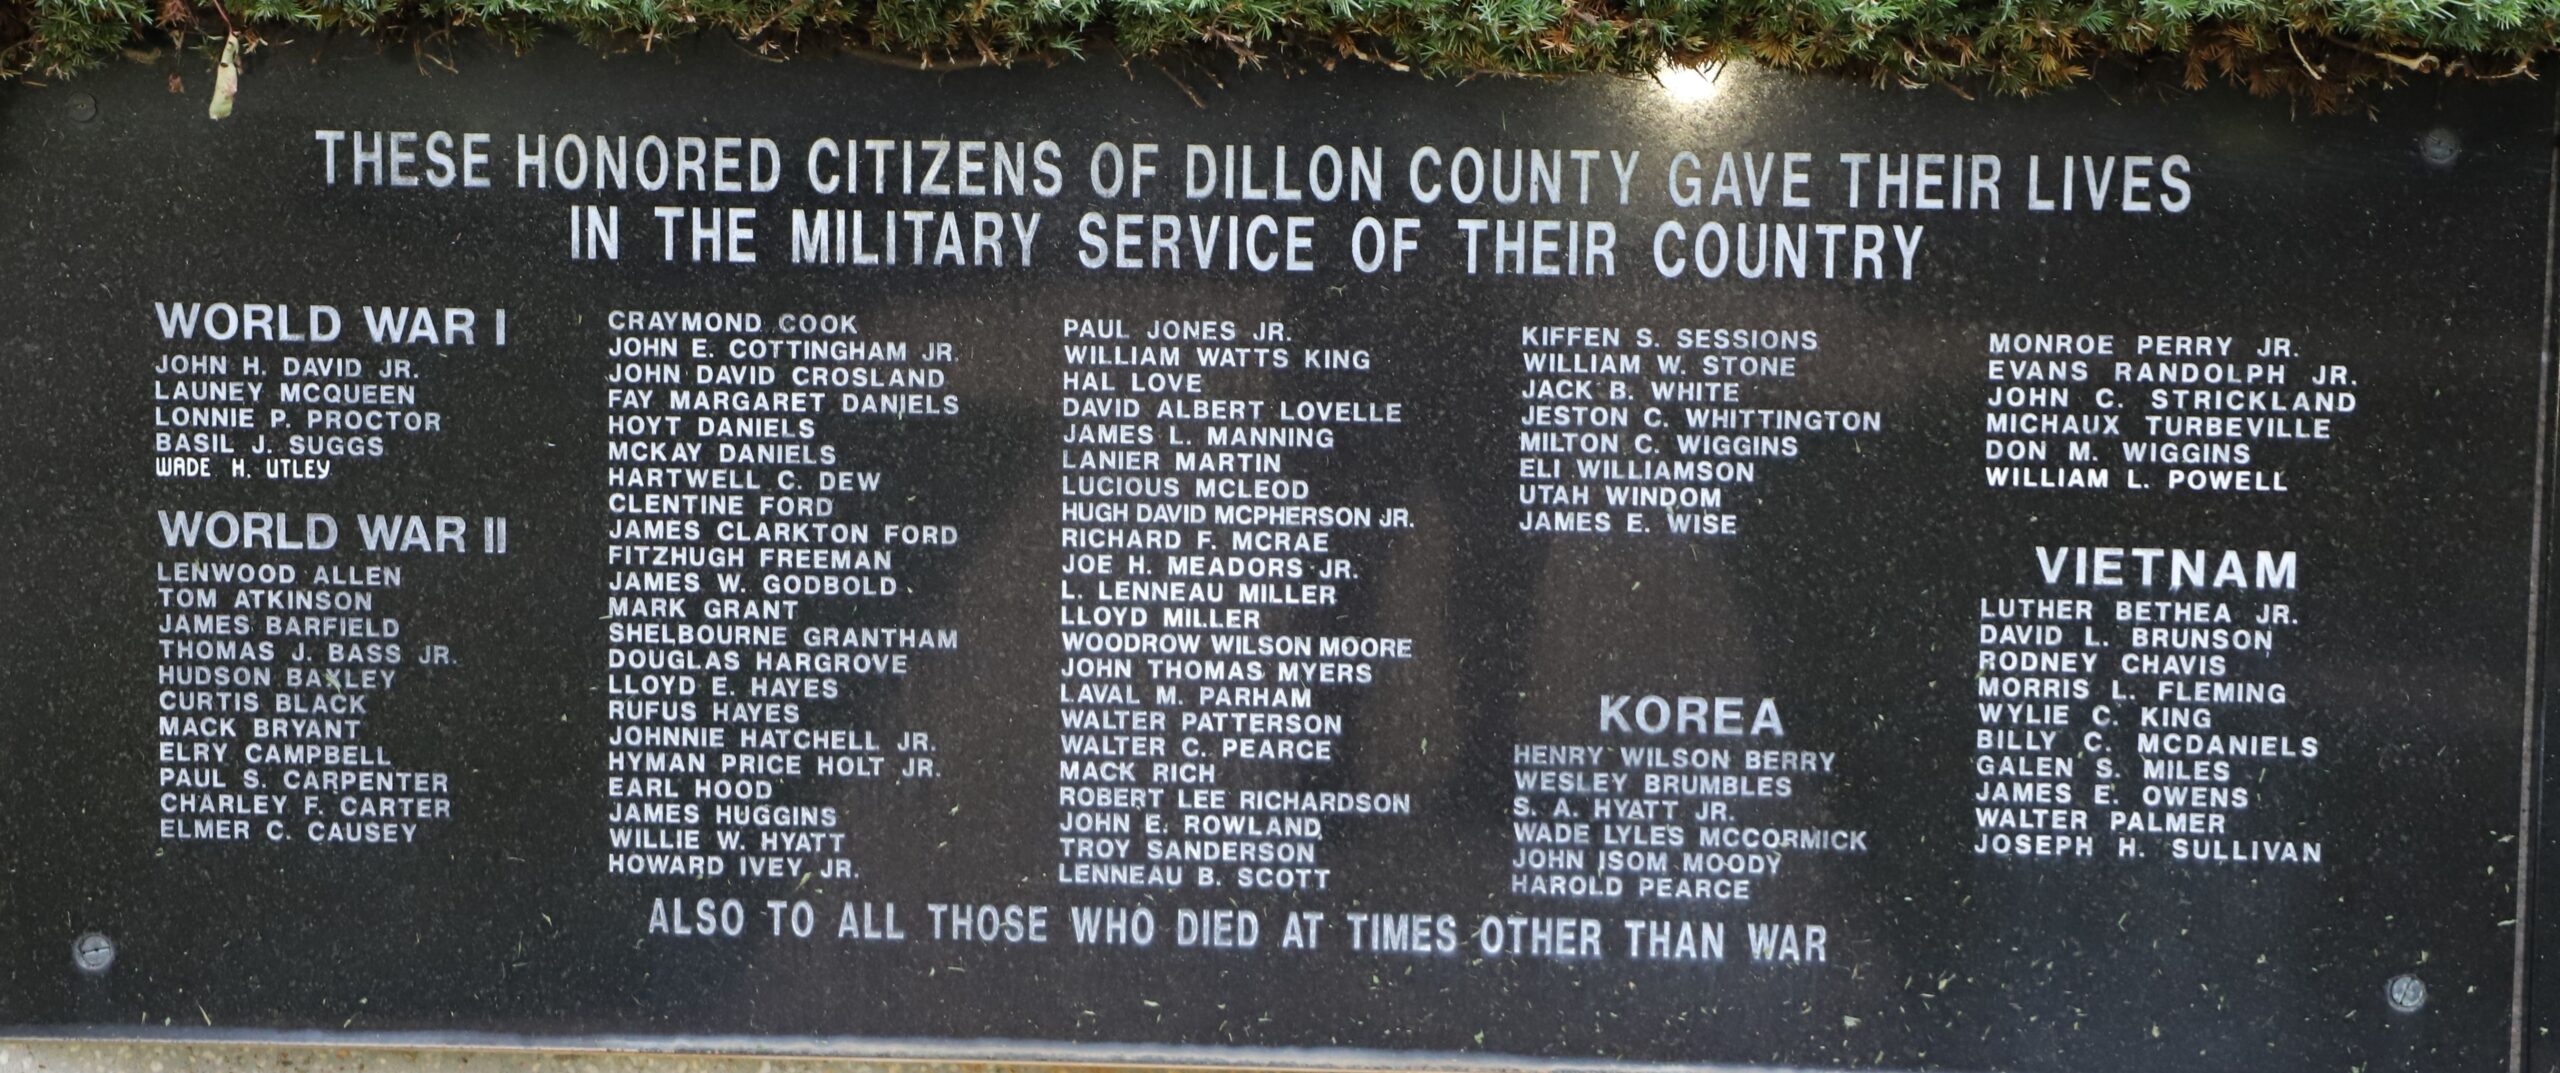 THESE HONORED CITIZENS OF DILLON COUNTY GAVE THEIR LIVES
IN THE MILITARY SERVICE OF THEIR COUNTRY
WORLD WAR I
JOHN H. DAVID JR.
LAUNEY MCQUEEN
LONNIE P. PROCTOR
BASIL J. SUGGS
WADE H. UTLEY
WORLD WAR II
LENWOOD ALLEN
TOM ATKINSON
JAMES BARFIELD
THOMAS J. BASS JR.
HUDSON BAXLEY
CURTIS BLACK
MACK BRYANT
ELRY CAMPBELL
PAUL S. CARPENTER
CHARLEY F. CARTER
ELMER C. CAUSEY
CRAYMOND COOK
JOHN E. COTTINGHAM JR.
JOHN DAVID CROSLAND
FAY MARGARET DANIELS
HOYT DANIELS
MCKAY DANIELS
HARTWELL C. DEW
CLENTINE FORD
JAMES CLARKTON FORD
FITZHUGH FREEMAN
JAMES W. GODBOLD
MARK GRANT
SHELBOURNE GRANTHAM
DOUGLAS HARGROVE
LLOYD E. HAYES
RUFUS HAYES
JOHNNIE HATCHELL JR.
HYMAN PRICE HOLT JR.
EARL HOOD
JAMES HUGGINS
WILLIE W. HYATT
HOWARD IVEY JR.
PAUL JONES JR.
WILLIAM WATTS KING
HAL LOVE
DAVID ALBERT LOVELLE
JAMES L. MANNING
LANIER MARTIN
LUCIOUS MCLEOD
HUGH DAVID MCPHERSON JR.
RICHARD F. MCRAE
JOE H. MEADORS JR.
L. LENNEAU MILLER
LLOYD MILLER
WOODROW WILSON MOORE
JOHN THOMAS MYERS
LAVAL M. PARHAM
WALTER PATTERSON
WALTER C. PEARCE
MACK RICH
ROBERT LEE RICHARDSON
JOHN E. ROWLAND
TROY SANDERSON
LENNEAU B. SCOTT
KIFFEN S. SESSIONS
WILLIAM W. STONE
JACK B. WHITE
JESTON C. WHITTINGTON
MILTON C. WIGGINS
ELI WILLIAMSON
UTAH WINDOM
JAMES E. WISE
KOREA
HENRY WILSON BERRY
WESLEY BRUMBLES
S. A. HYATT JR.
WADE LYLES MCCORMICK
JOHN ISOM MOODY
HAROLD PEARCE
MONROE PERRY JR.
EVANS RANDOLPH JR.
JOHN C. STRICKLAND
MICHAUX TURBEVILLE
DON M. WIGGINS
WILLIAM L. POWELL
VIETNAM
LUTHER BETHEA JR.
DAVID L. BRUNSON
RODNEY CHAVIS
MORRIS L. FLEMING
WYLIE C. KING
BILLY C. MCDANIELS
GALEN S. MILES
JAMES E. OWENS
WALTER PALMER
JOSEPH H. SULLIVAN
ALSO TO ALL THOSE WHO DIED AT TIMES OTHER THAN WAR